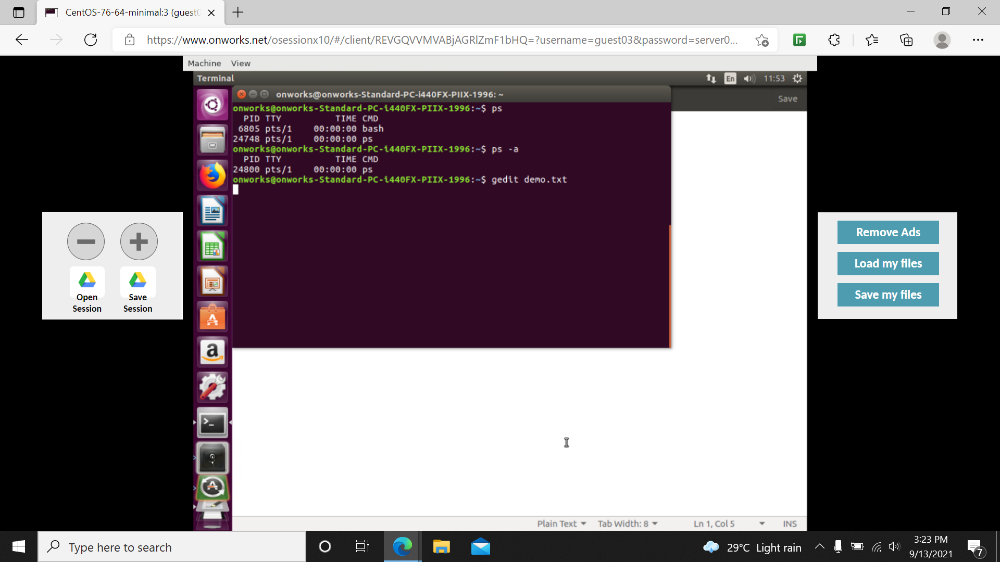 CentOS-76-64-minimal:3 (guest0
https://www.onworks.net/osessionx10/#/client/REVGQVVMVABjAGRlZmF1bHQ=?username=guest03&password=server0...
Machine View
Terminal
En
11:53
onworks@onworks-Standard-PC-i440FX-PIIX-1996: ~
Save
onworks@onworks-Standard-PC-i440FX-PIIX-1996:~$ ps
PID TTY TIME CMD
6805 pts/1 00:00:00 bash
24748 pts/1 00:00:00 ps
onworks@onworks-Standard-PC-i440FX-PIIX-1996:~$ ps -a
PID TTY TIME CMD
24800 pts/1 00:00:00 ps
onworks@onworks-Standard-PC-i440FX-PIIX-1996:~$ gedit demo.txt
Open Session
Save Session
Remove Ads
Load my files
Save my files
Plain Text Tab Width: 8 Ln 1, Col 5 INS
Type here to search
29°C Light rain
3:23 PM
9/13/2021
7